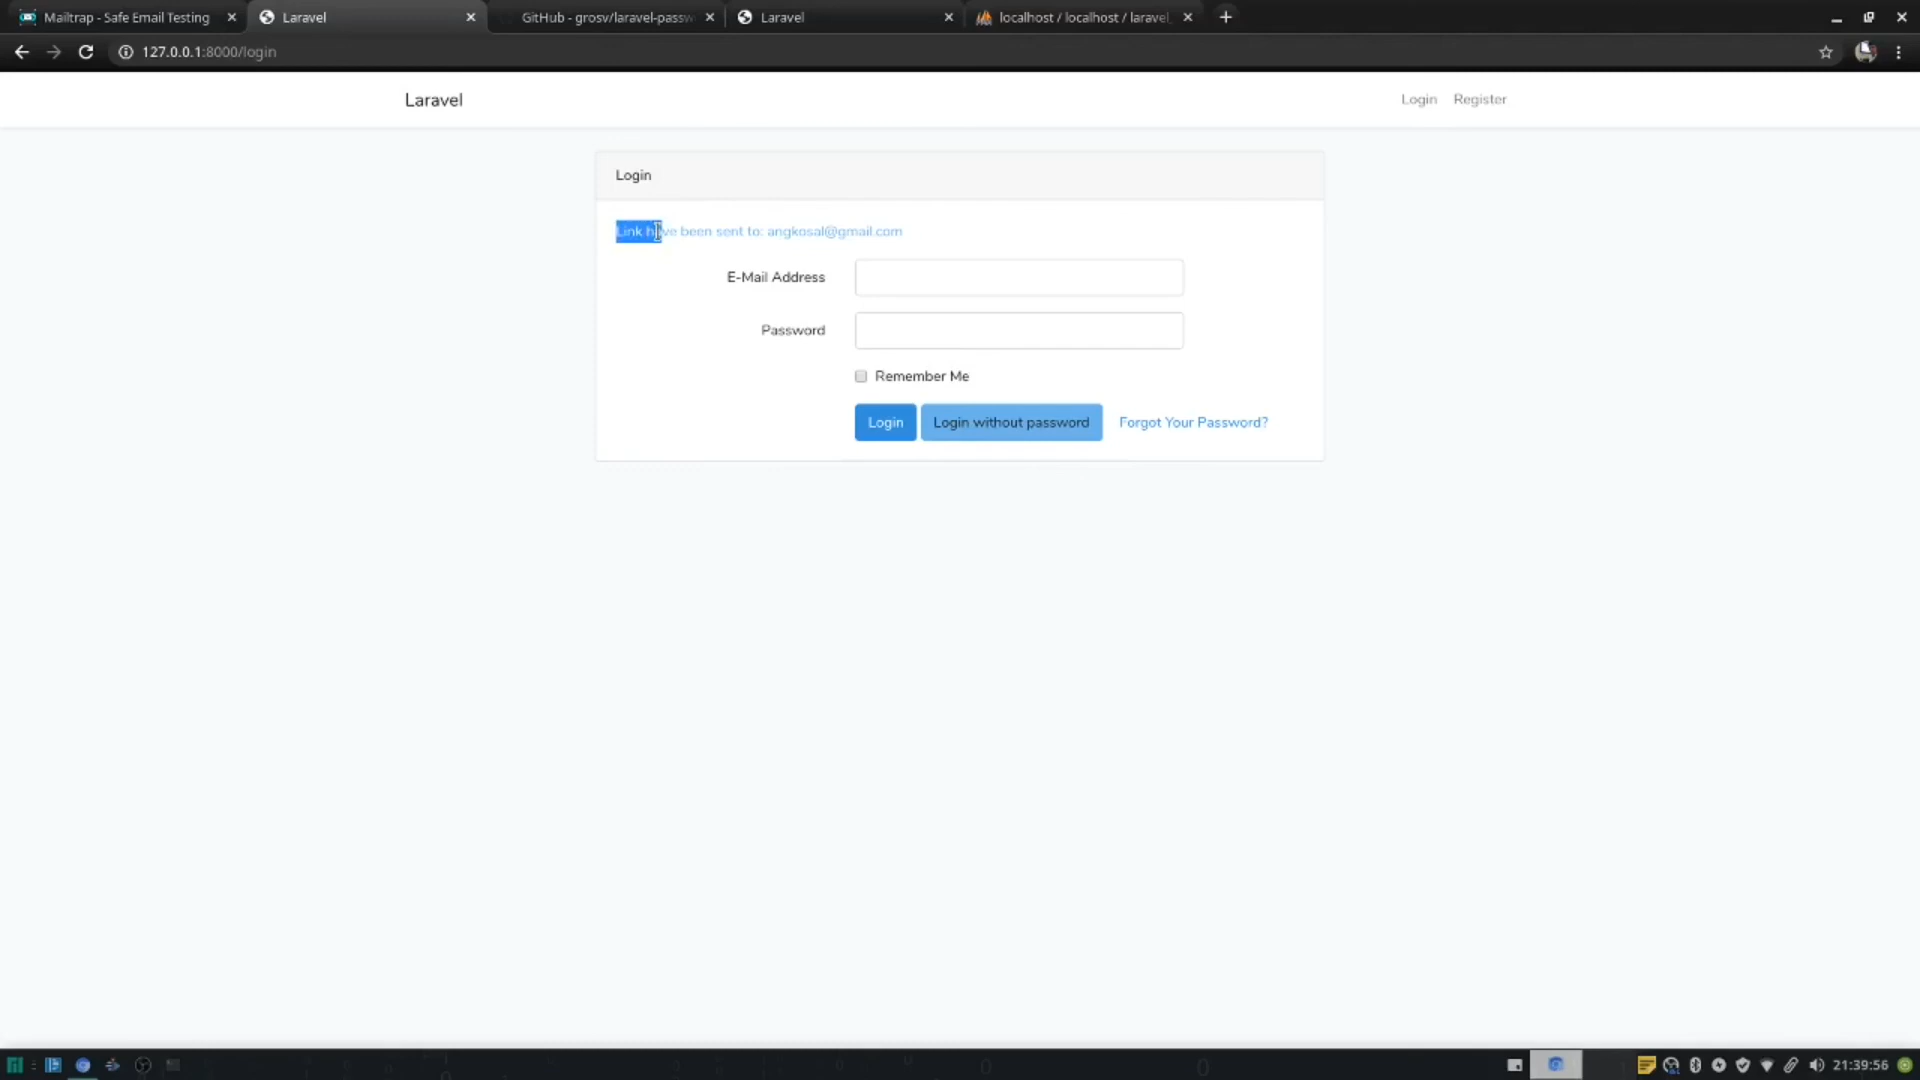 Mailtrap - Safe Email Testing
Laravel
GitHub - grosv/laravel-passw
Laravel
localhost / localhost / laravel_
127.0.0.1:8000/login
Laravel
Login
Register
Login
Link have been sent to: angkosal@gmail.com
E-Mail Address
Password
Remember Me
Login
Login without password
Forgot Your Password?
21:39:56